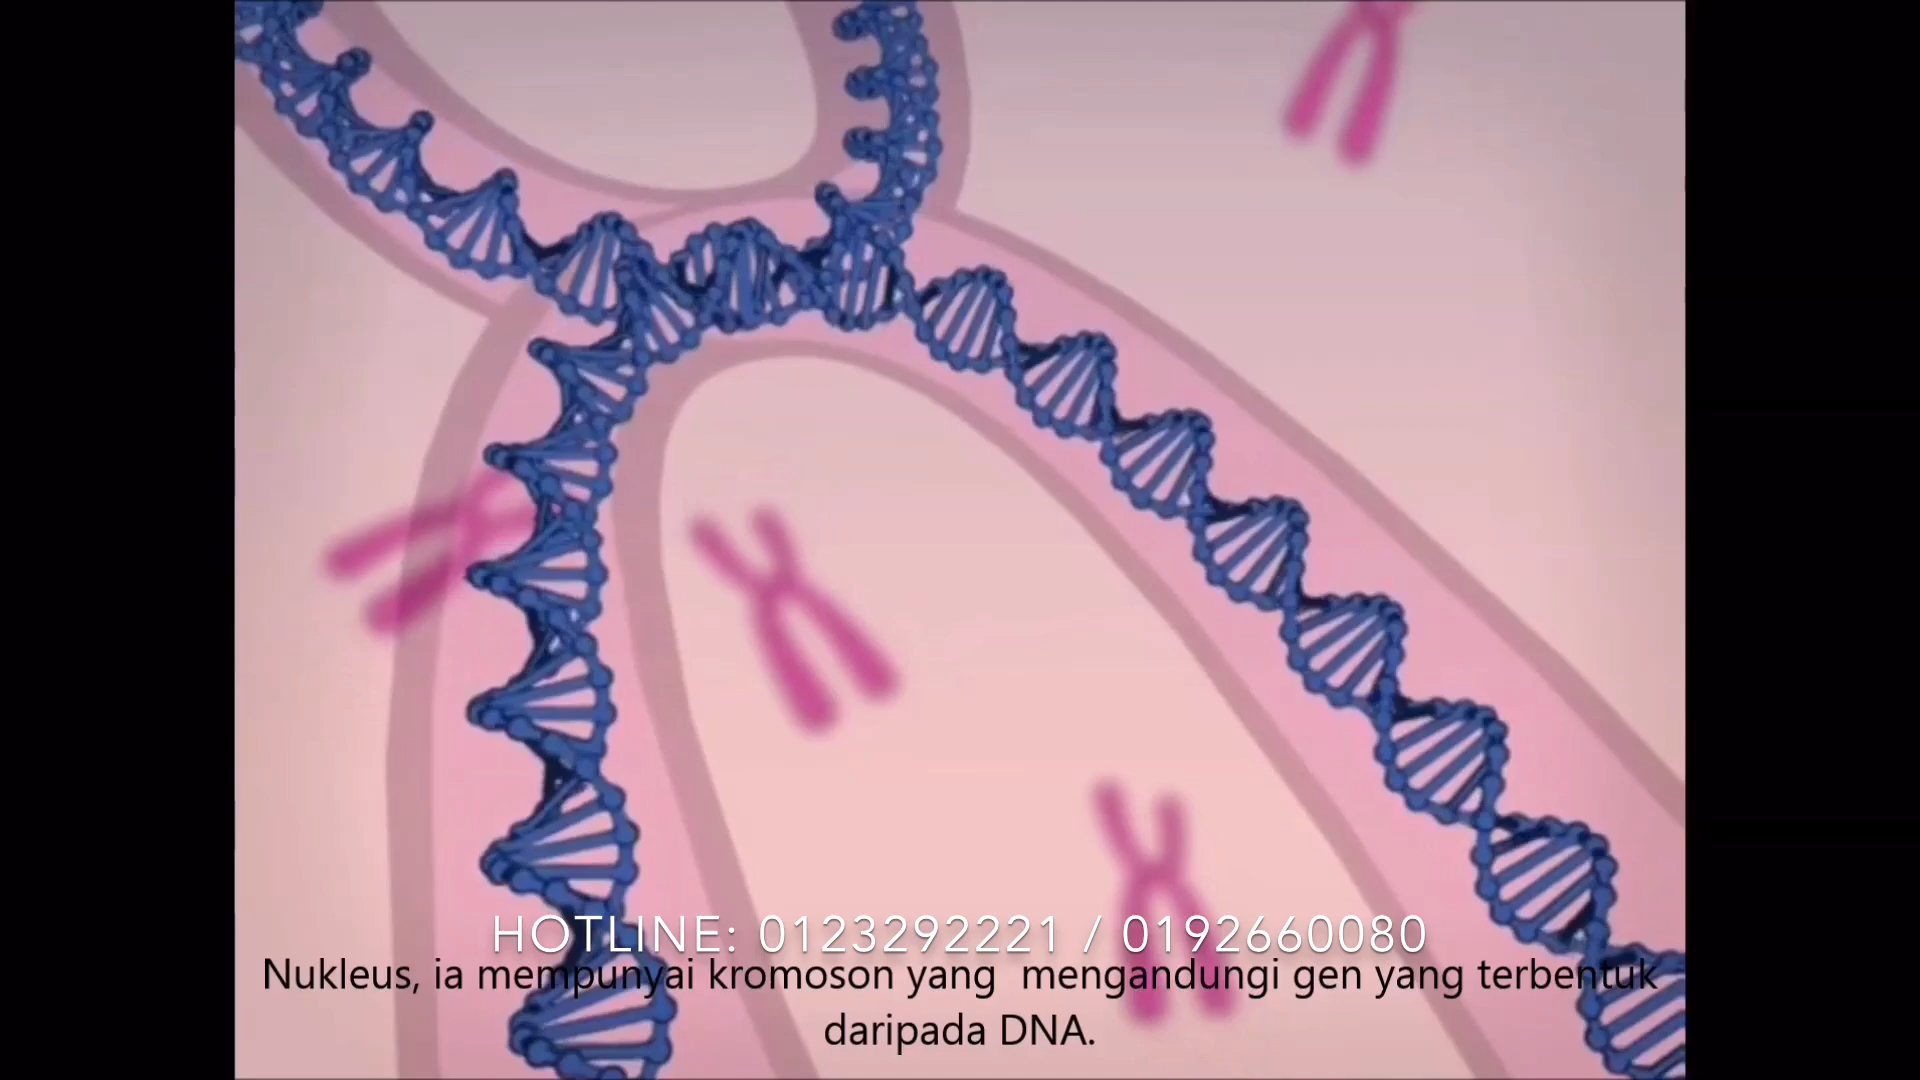 HOTLINE: 0123292221 / 0192660080
Nukleus, ia mempunyai kromoson yang  mengandungi gen yang terbentuk
daripada DNA.